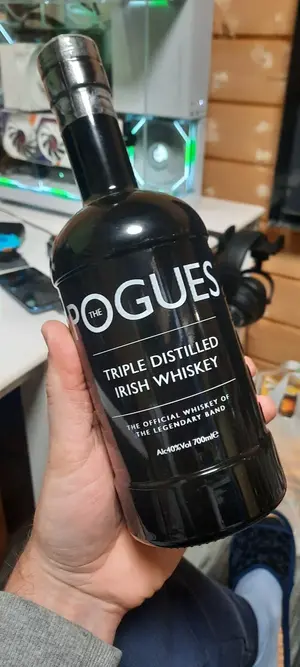 THE
POGUES
TRIPLE DISTILLED
IRISH WHISKEY
THE OFFICIAL WHISKEY OF
THE LEGENDARY BAND
Alc40%Vol 700ml℮